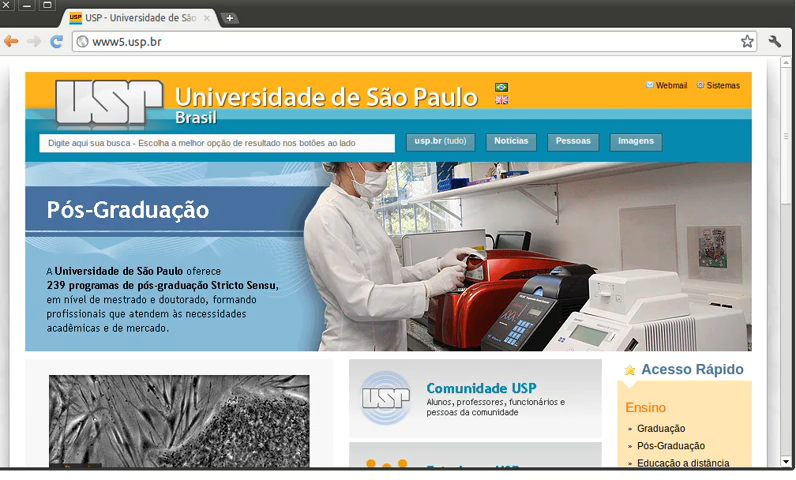 USP - Universidade de São
www5.usp.br
USP
Universidade de São Paulo
Brasil
Webmail
Sistemas
Digite aqui sua busca - Escolha a melhor opção de resultado nos botões ao lado
usp.br (tudo)
Notícias
Pessoas
Imagens
Pós-Graduação
A Universidade de São Paulo oferece
239 programas de pós-graduação Stricto Sensu,
em nível de mestrado e doutorado, formando
profissionais que atendem às necessidades
acadêmicas e de mercado.
USP
Comunidade USP
Alunos, professores, funcionários e
pessoas da comunidade
Acesso Rápido
Ensino
» Graduação
» Pós-Graduação
» Educação a distância